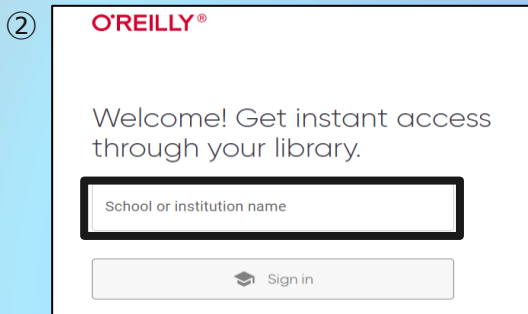 ②
O'REILLY®
Welcome! Get instant access
through your library.
School or institution name
Sign in